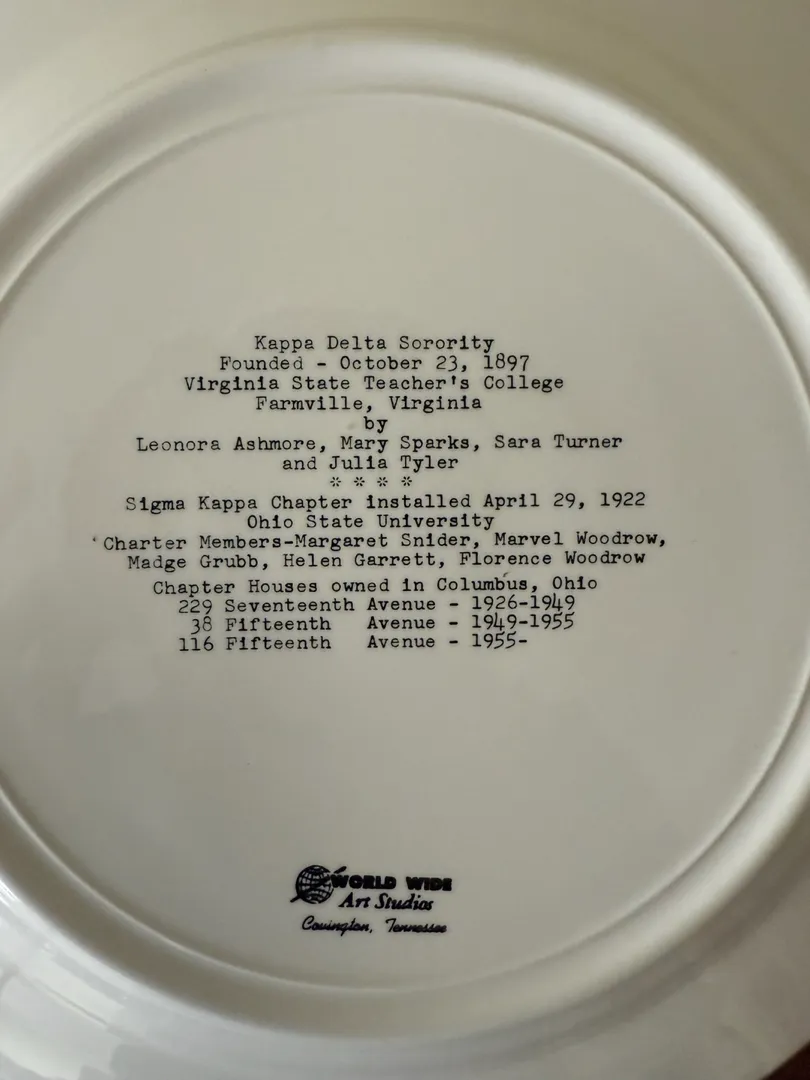 Kappa Delta Sorority
Founded - October 23, 1897
Virginia State Teacher's College
Farmville, Virginia
by
Leonora Ashmore, Mary Sparks, Sara Turner
and Julia Tyler
* * * *
Sigma Kappa Chapter installed April 29, 1922
Ohio State University
Charter Members-Margaret Snider, Marvel Woodrow,
Madge Grubb, Helen Garrett, Florence Woodrow
Chapter Houses owned in Columbus, Ohio
229 Seventeenth Avenue - 1926-1949
38 Fifteenth Avenue - 1949-1955
116 Fifteenth Avenue - 1955-
WORLD WIDE
Art Studios
Covington, Tennessee